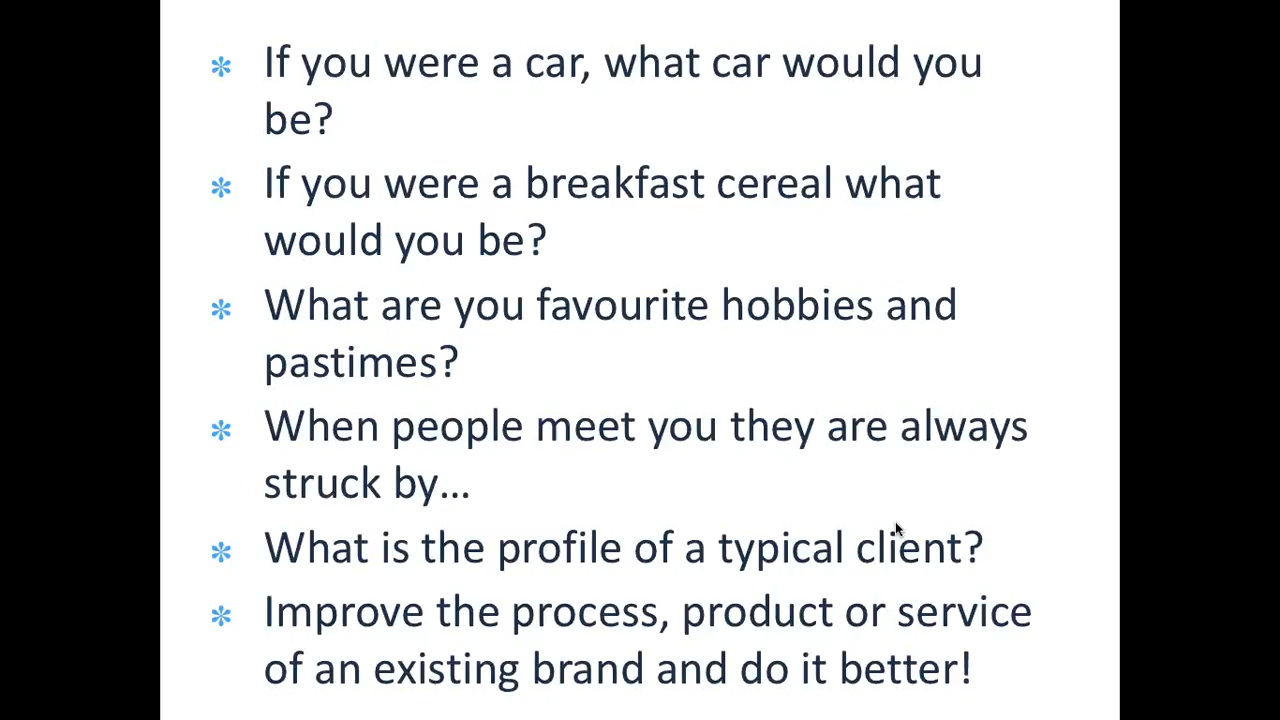 * If you were a car, what car would you
be?
* If you were a breakfast cereal what
would you be?
* What are you favourite hobbies and
pastimes?
* When people meet you they are always
struck by...
* What is the profile of a typical client?
* Improve the process, product or service
of an existing brand and do it better!